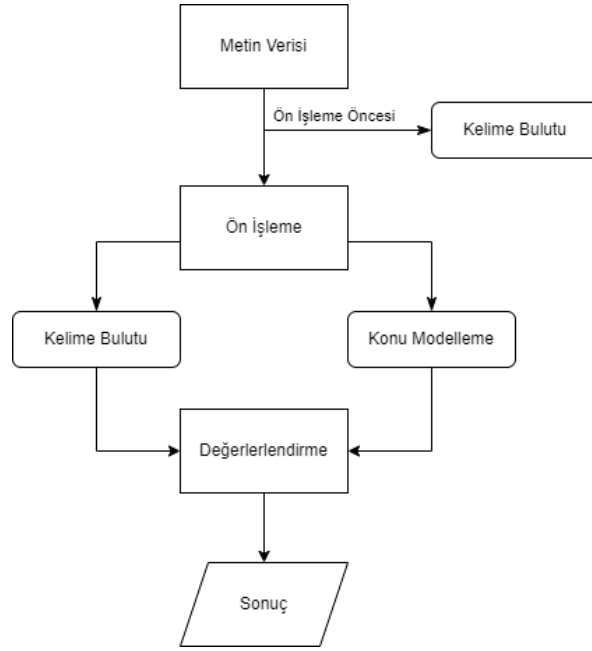 Metin Verisi
Ön İşleme Öncesi
Kelime Bulutu
Ön İşleme
Kelime Bulutu
Konu Modelleme
Değerlerlendirme
Sonuç